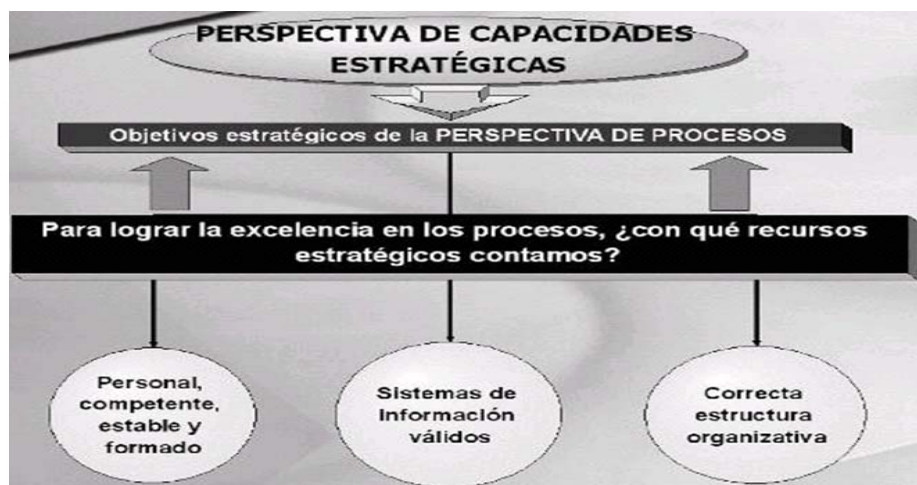 PERSPECTIVA DE CAPACIDADES
ESTRATÉGICAS
Objetivos estratégicos de la PERSPECTIVA DE PROCESOS
Para lograr la excelencia en los procesos, ¿con qué recursos
estratégicos contamos?
Personal,
competente,
estable y
formado
Sistemas de
Información
válidos
Correcta
estructura
organizativa